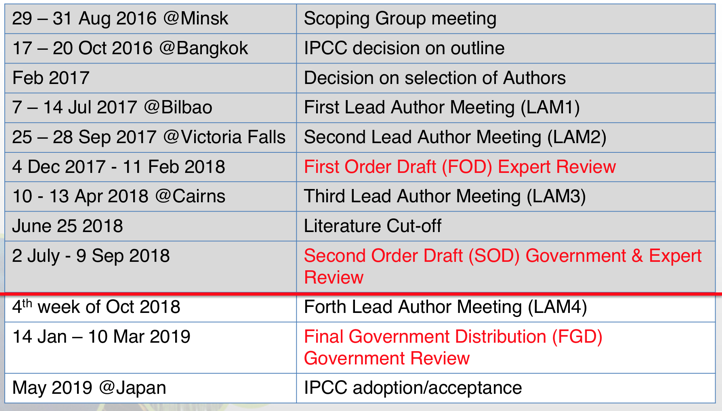 29 – 31 Aug 2016 @Minsk Scoping Group meeting
17 – 20 Oct 2016 @Bangkok IPCC decision on outline
Feb 2017 Decision on selection of Authors
7 – 14 Jul 2017 @Bilbao First Lead Author Meeting (LAM1)
25 – 28 Sep 2017 @Victoria Falls Second Lead Author Meeting (LAM2)
4 Dec 2017 - 11 Feb 2018 First Order Draft (FOD) Expert Review
10 - 13 Apr 2018 @Cairns Third Lead Author Meeting (LAM3)
June 25 2018 Literature Cut-off
2 July - 9 Sep 2018 Second Order Draft (SOD) Government & Expert
Review
4th week of Oct 2018 Forth Lead Author Meeting (LAM4)
14 Jan – 10 Mar 2019 Final Government Distribution (FGD)
Government Review
May 2019 @Japan IPCC adoption/acceptance